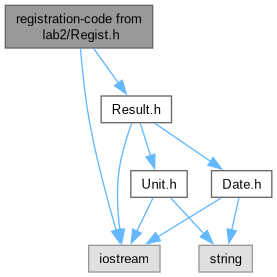 registration-code from
lab2/Regist.h
Result.h
Unit.h
Date.h
iostream
string